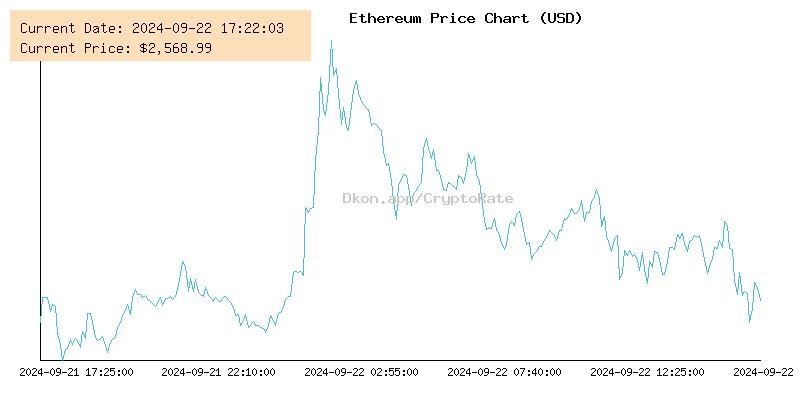 Ethereum Price Chart (USD)
Current Date: 2024-09-22 17:22:03
Current Price: $2,568.99
Dkon.app/CryptoRate
2024-09-21 17:25:00
2024-09-21 22:10:00
2024-09-22 02:55:00
2024-09-22 07:40:00
2024-09-22 12:25:00
2024-09-22